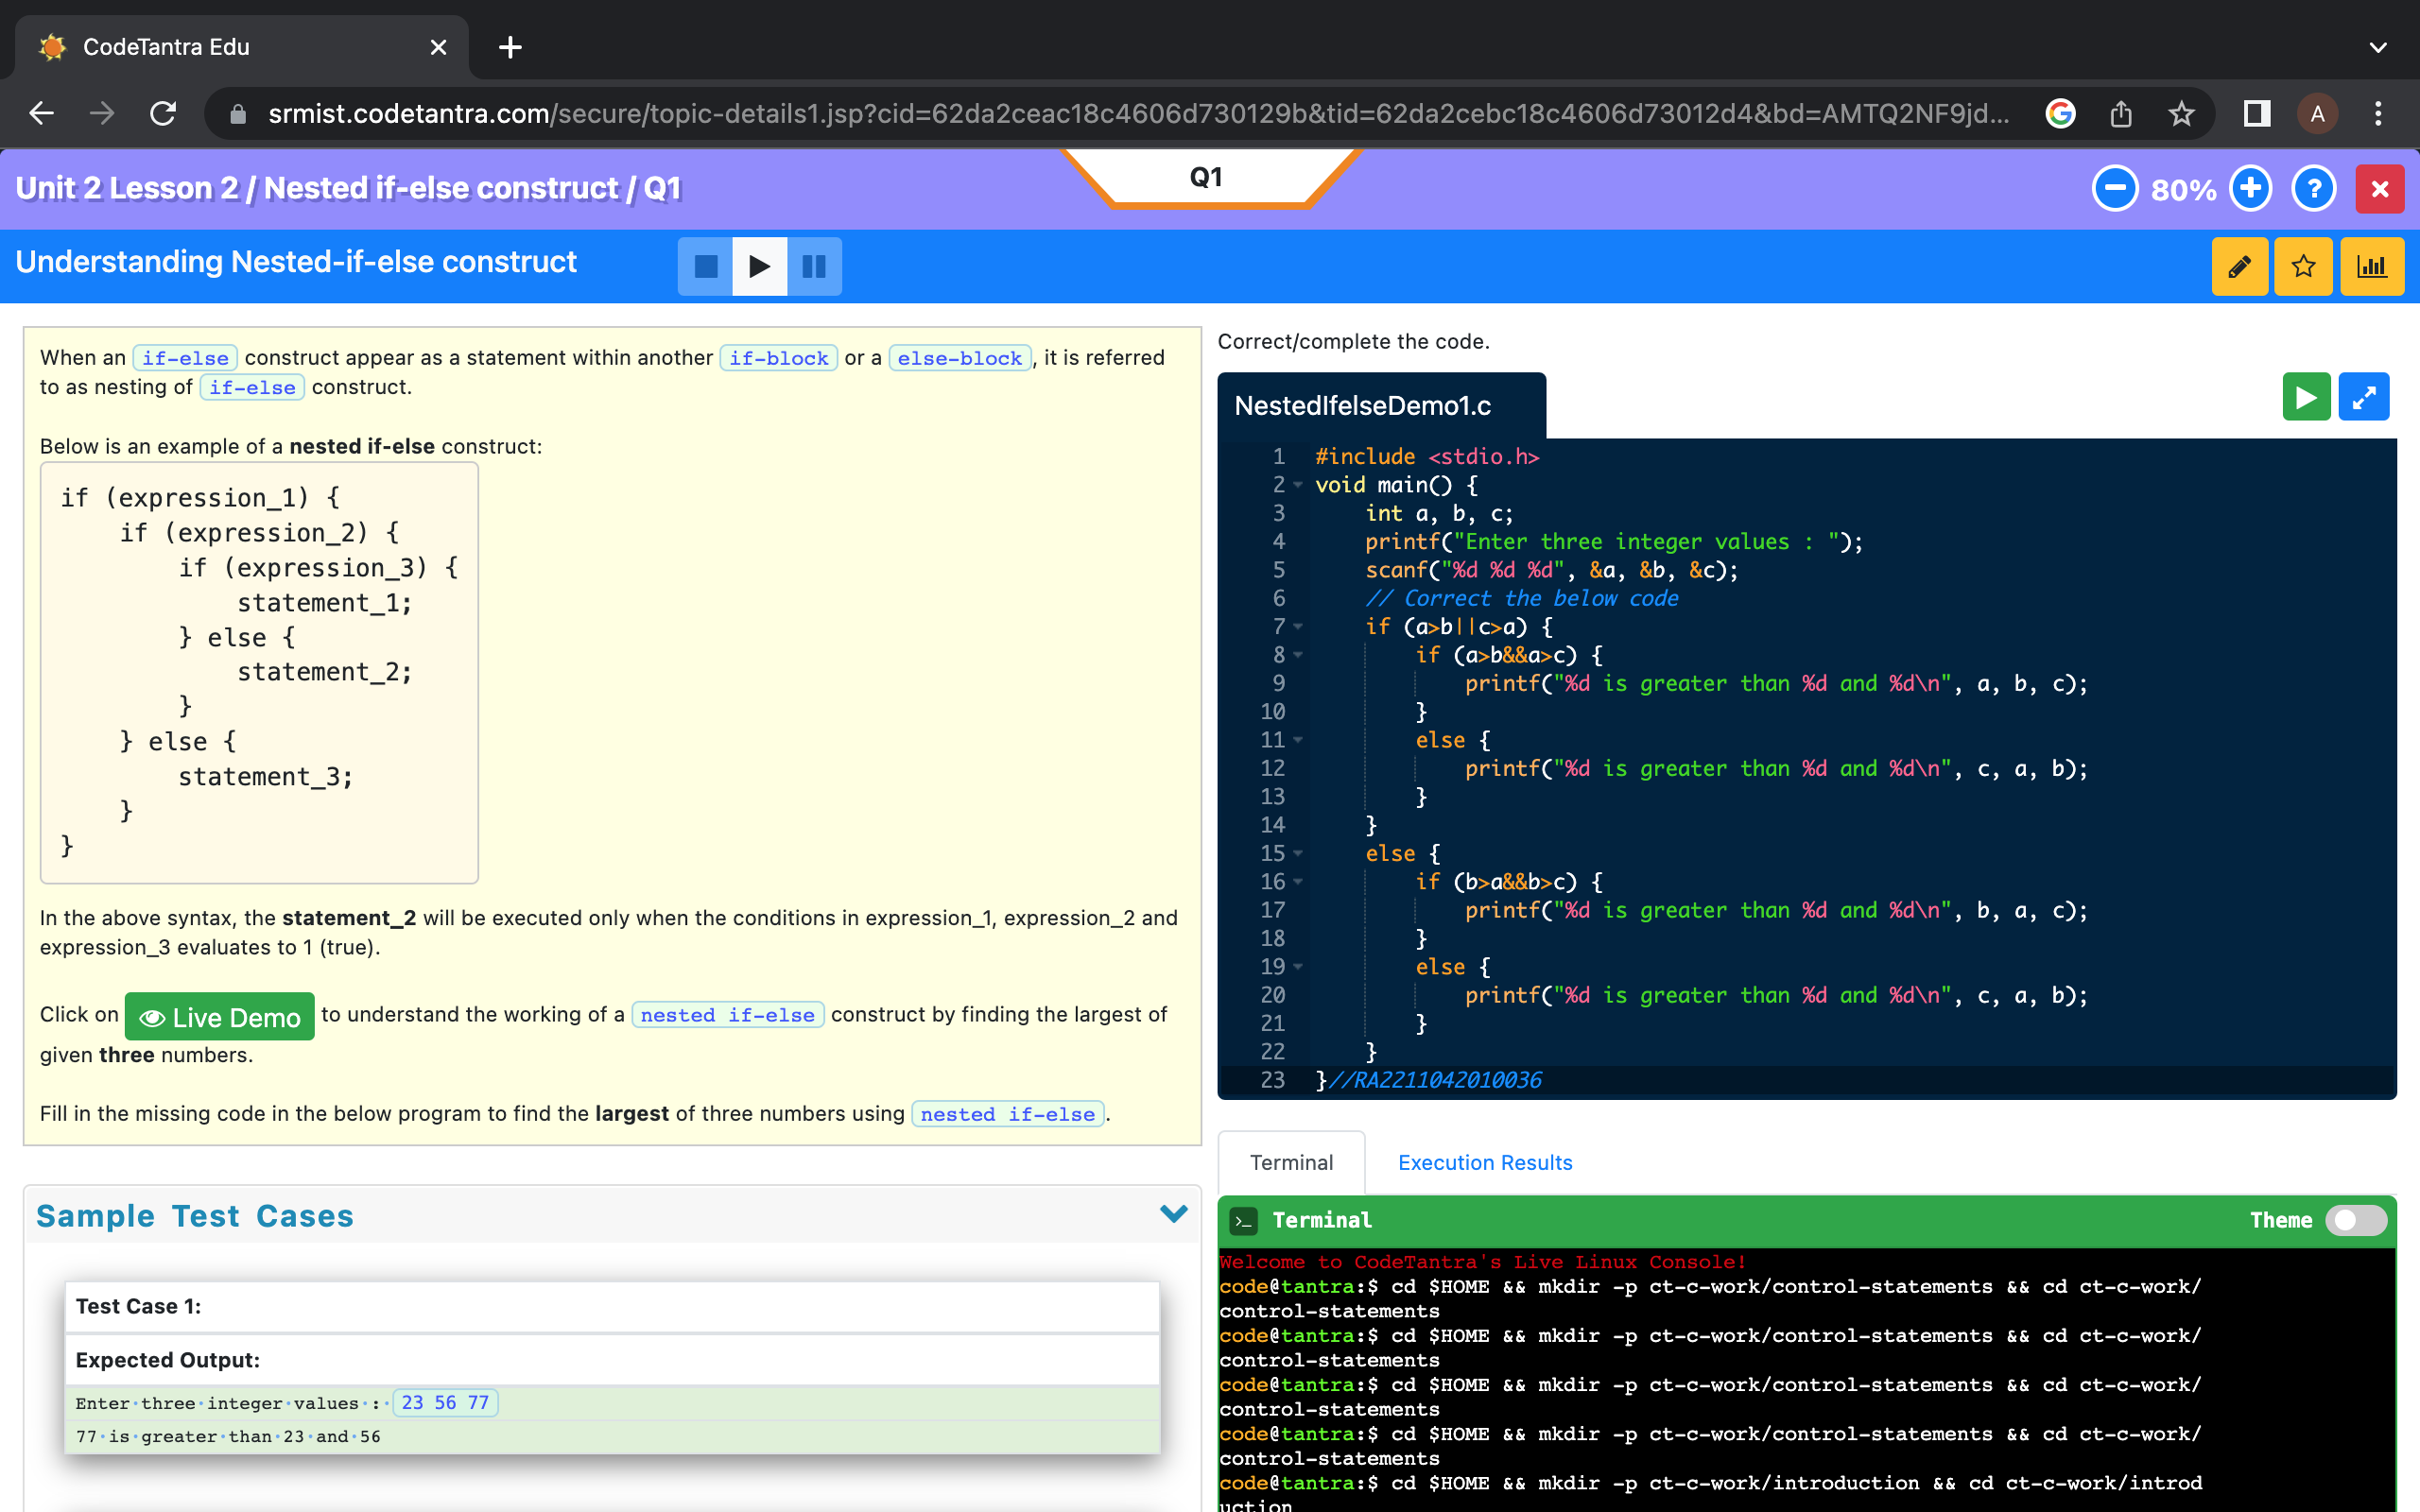 CodeTantra Edu
srmist.codetantra.com/secure/topic-details1.jsp?cid=62da2ceac18c4606d730129b&tid=62da2cebc18c4606d73012d4&bd=AMTQ2NF9jd...
A
Unit 2 Lesson 2 / Nested if-else construct / Q1
Q1
80%
?
Understanding Nested-if-else construct
When an if-else construct appear as a statement within another if-block or a else-block, it is referred
to as nesting of if-else construct.
Below is an example of a nested if-else construct:
if (expression_1) {
    if (expression_2) {
        if (expression_3) {
            statement_1;
        } else {
            statement_2;
        }
    } else {
        statement_3;
    }
}
In the above syntax, the statement_2 will be executed only when the conditions in expression_1, expression_2 and
expression_3 evaluates to 1 (true).
Click on Live Demo to understand the working of a nested if-else construct by finding the largest of
given three numbers.
Fill in the missing code in the below program to find the largest of three numbers using nested if-else.
Sample Test Cases
Test Case 1:
Expected Output:
Enter·three·integer·values·:·23 56 77
77·is·greater·than·23·and·56
Correct/complete the code.
NestedIfelseDemo1.c
1 #include <stdio.h>
2 void main() {
3     int a, b, c;
4     printf("Enter three integer values : ");
5     scanf("%d %d %d", &a, &b, &c);
6     // Correct the below code
7     if (a>b||c>a) {
8         if (a>b&&a>c) {
9             printf("%d is greater than %d and %d\n", a, b, c);
10         }
11         else {
12             printf("%d is greater than %d and %d\n", c, a, b);
13         }
14     }
15     else {
16         if (b>a&&b>c) {
17             printf("%d is greater than %d and %d\n", b, a, c);
18         }
19         else {
20             printf("%d is greater than %d and %d\n", c, a, b);
21         }
22     }
23 }//RA2211042010036
Terminal Execution Results
Terminal Theme
Welcome to CodeTantra's Live Linux Console!
code@tantra:$ cd $HOME && mkdir -p ct-c-work/control-statements && cd ct-c-work/
control-statements
code@tantra:$ cd $HOME && mkdir -p ct-c-work/control-statements && cd ct-c-work/
control-statements
code@tantra:$ cd $HOME && mkdir -p ct-c-work/control-statements && cd ct-c-work/
control-statements
code@tantra:$ cd $HOME && mkdir -p ct-c-work/control-statements && cd ct-c-work/
control-statements
code@tantra:$ cd $HOME && mkdir -p ct-c-work/introduction && cd ct-c-work/introd
uction